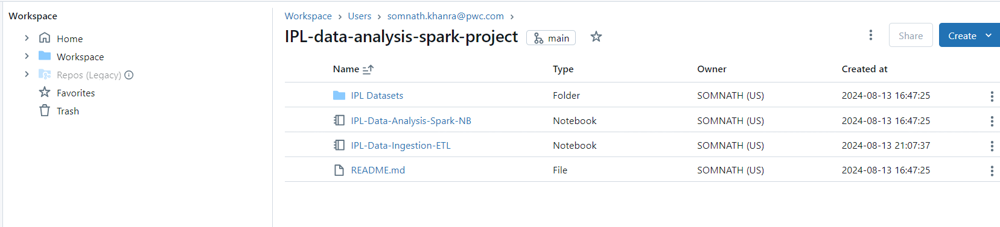 Workspace
Home
Workspace
Repos (Legacy)
Favorites
Trash
Workspace > Users > somnath.khanra@pwc.com >
IPL-data-analysis-spark-project main
Share Create
Name Type Owner Created at
IPL Datasets Folder SOMNATH (US) 2024-08-13 16:47:25
IPL-Data-Analysis-Spark-NB Notebook SOMNATH (US) 2024-08-13 16:47:25
IPL-Data-Ingestion-ETL Notebook SOMNATH (US) 2024-08-13 21:07:37
README.md File SOMNATH (US) 2024-08-13 16:47:25